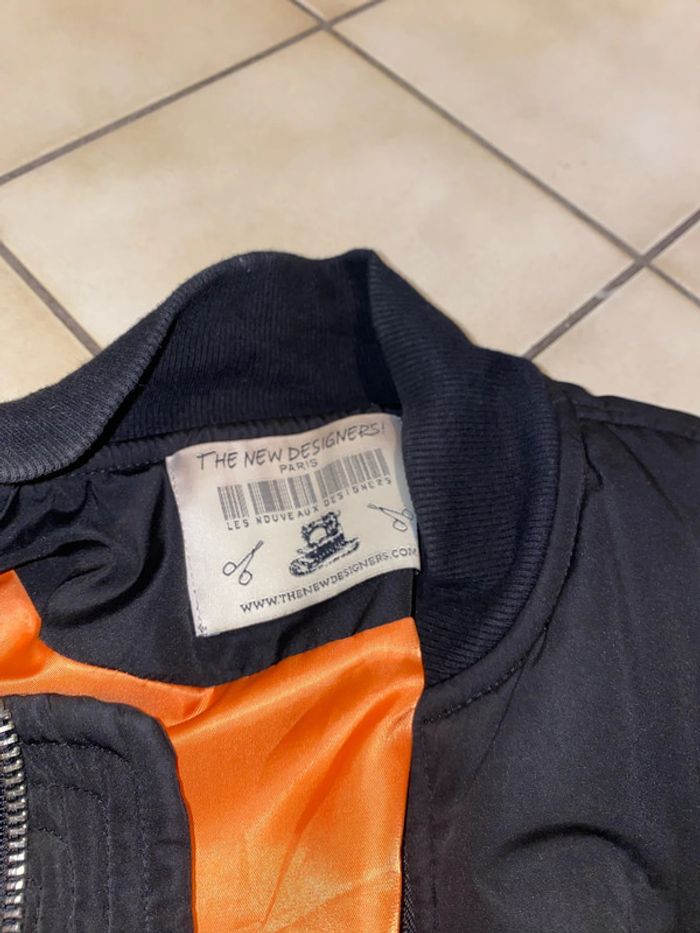 THE NEW DESIGNERS!
PARIS
LES NOUVEAUX DESIGNERS
WWW.THENEWDESIGNERS.COM